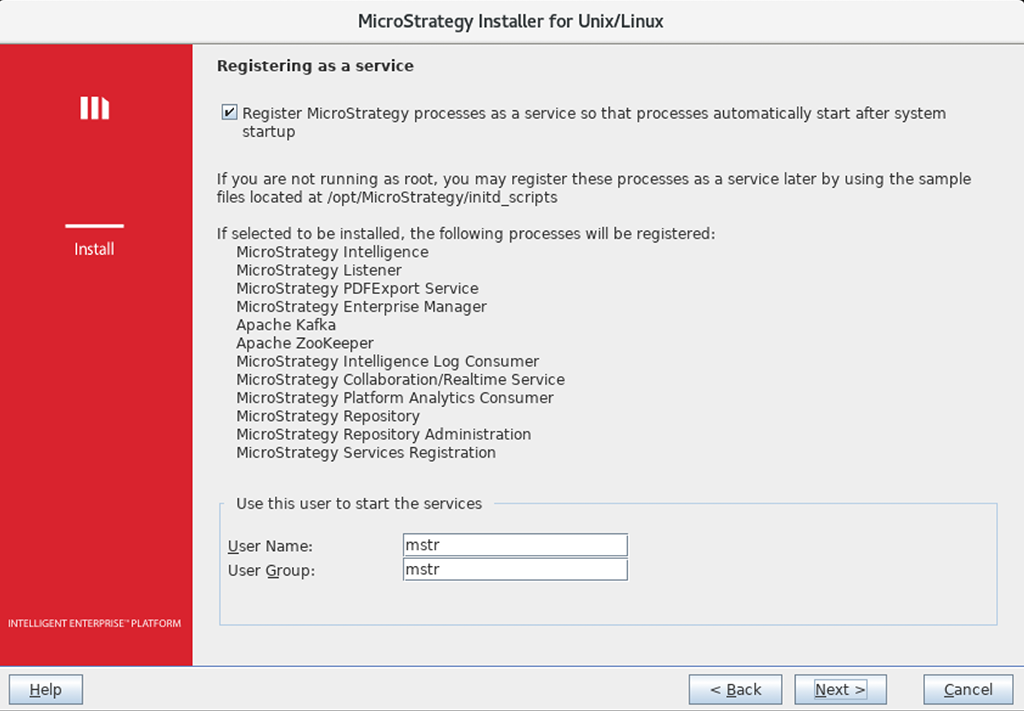 MicroStrategy Installer for Unix/Linux
Registering as a service
Register MicroStrategy processes as a service so that processes automatically start after system
startup
If you are not running as root, you may register these processes as a service later by using the sample
files located at /opt/MicroStrategy/initd_scripts
Install
If selected to be installed, the following processes will be registered:
MicroStrategy Intelligence
MicroStrategy Listener
MicroStrategy PDFExport Service
MicroStrategy Enterprise Manager
Apache Kafka
Apache ZooKeeper
MicroStrategy Intelligence Log Consumer
MicroStrategy Collaboration/Realtime Service
MicroStrategy Platform Analytics Consumer
MicroStrategy Repository
MicroStrategy Repository Administration
MicroStrategy Services Registration
Use this user to start the services
User Name: mstr
User Group: mstr
INTELLIGENT ENTERPRISE™ PLATFORM
Help < Back Next > Cancel